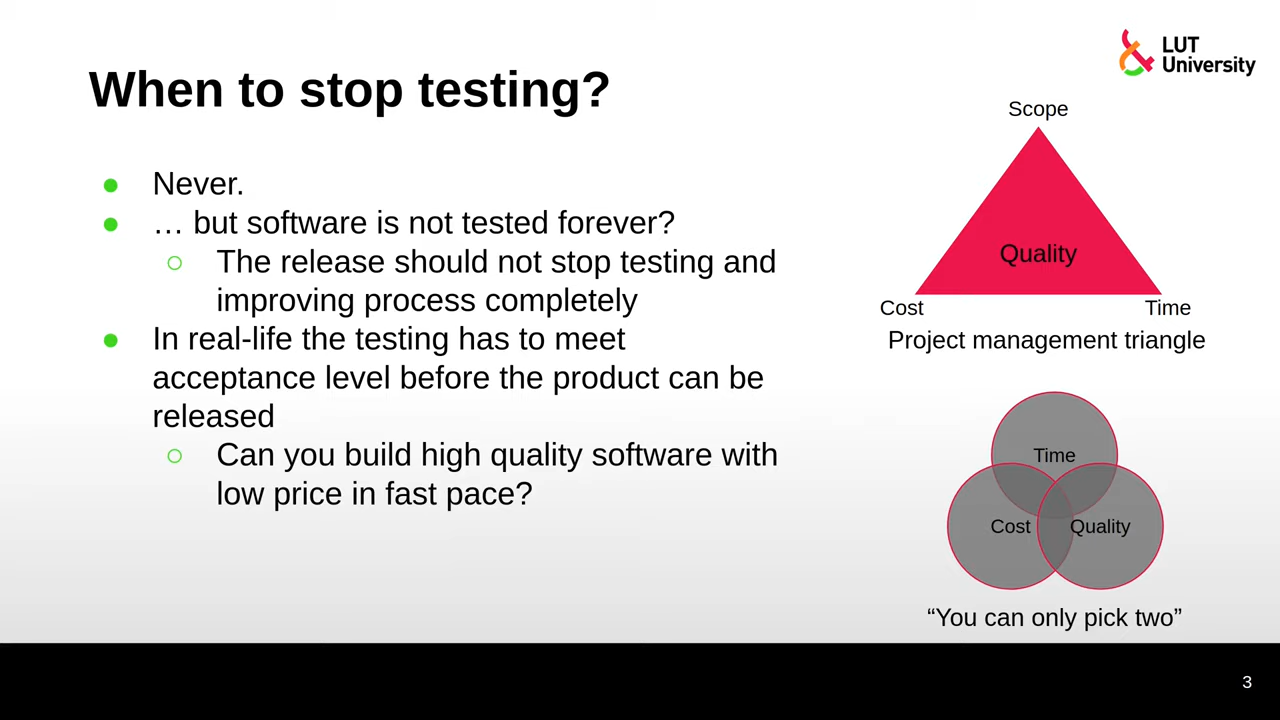 LUT
University
When to stop testing?
● Never.
● … but software is not tested forever?
○ The release should not stop testing and
improving process completely
● In real-life the testing has to meet
acceptance level before the product can be
released
○ Can you build high quality software with
low price in fast pace?
Scope
Quality
Cost
Time
Project management triangle
Time
Cost
Quality
“You can only pick two”
3